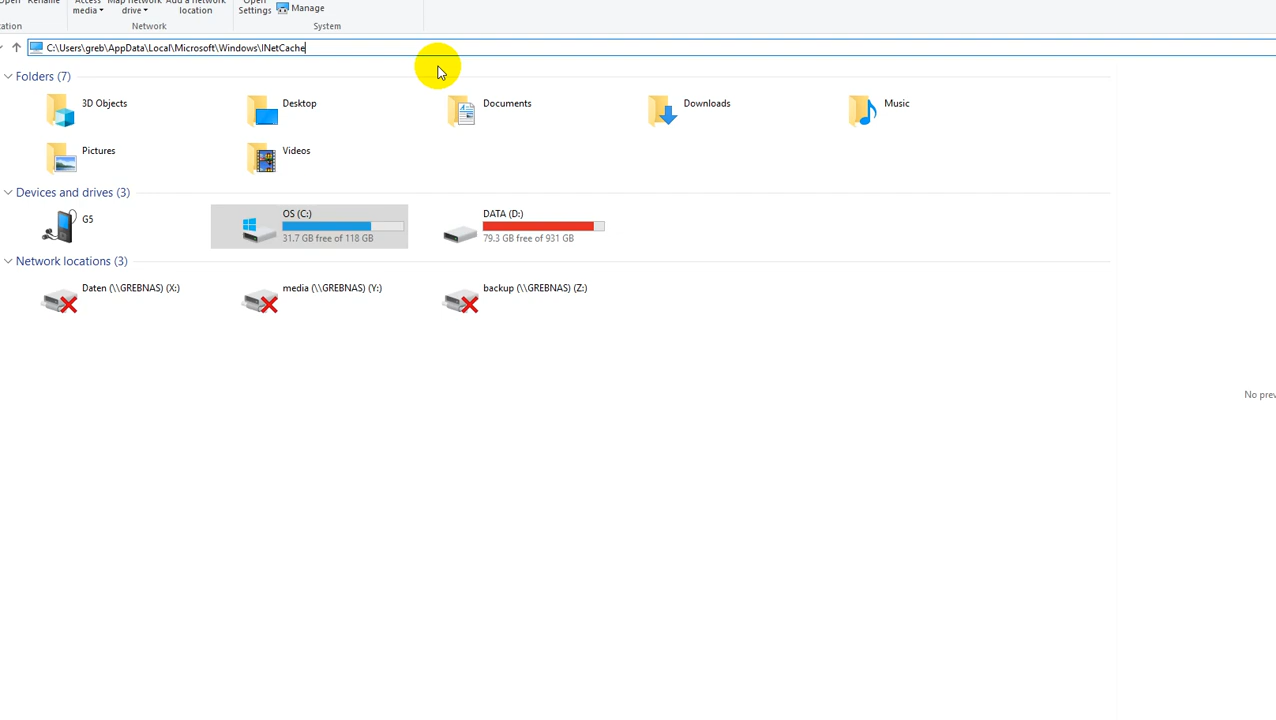 Open Rename Access Map network Add a network Open
media drive location Settings Manage
Network System
C:\Users\greb\AppData\Local\Microsoft\Windows\INetCache
Folders (7)
3D Objects Desktop Documents Downloads Music
Pictures Videos
Devices and drives (3)
G5
OS (C:)
31.7 GB free of 118 GB
DATA (D:)
79.3 GB free of 931 GB
Network locations (3)
Daten (\\GREBNAS) (X:) media (\\GREBNAS) (Y:) backup (\\GREBNAS) (Z:)
No